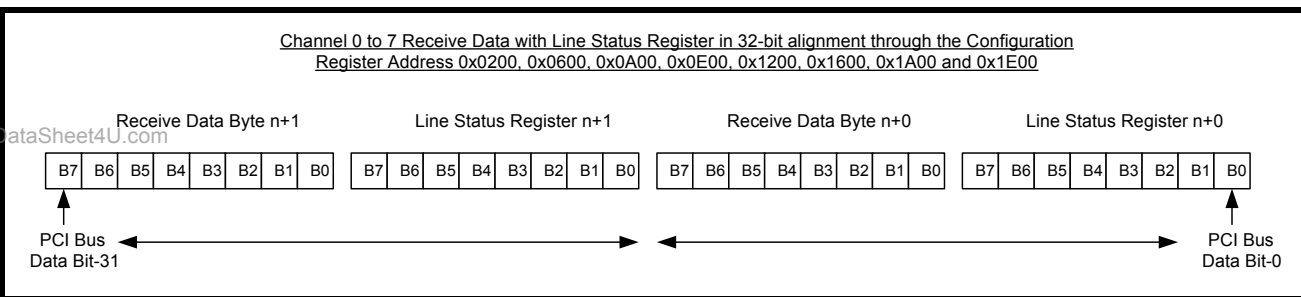 Channel 0 to 7 Receive Data with Line Status Register in 32-bit alignment through the Configuration
Register Address 0x0200, 0x0600, 0x0A00, 0x0E00, 0x1200, 0x1600, 0x1A00 and 0x1E00
Receive Data Byte n+1 Line Status Register n+1 Receive Data Byte n+0 Line Status Register n+0
DataSheet4U.com
B7 B6 B5 B4 B3 B2 B1 B0 B7 B6 B5 B4 B3 B2 B1 B0 B7 B6 B5 B4 B3 B2 B1 B0 B7 B6 B5 B4 B3 B2 B1 B0
PCI Bus
Data Bit-31
PCI Bus
Data Bit-0